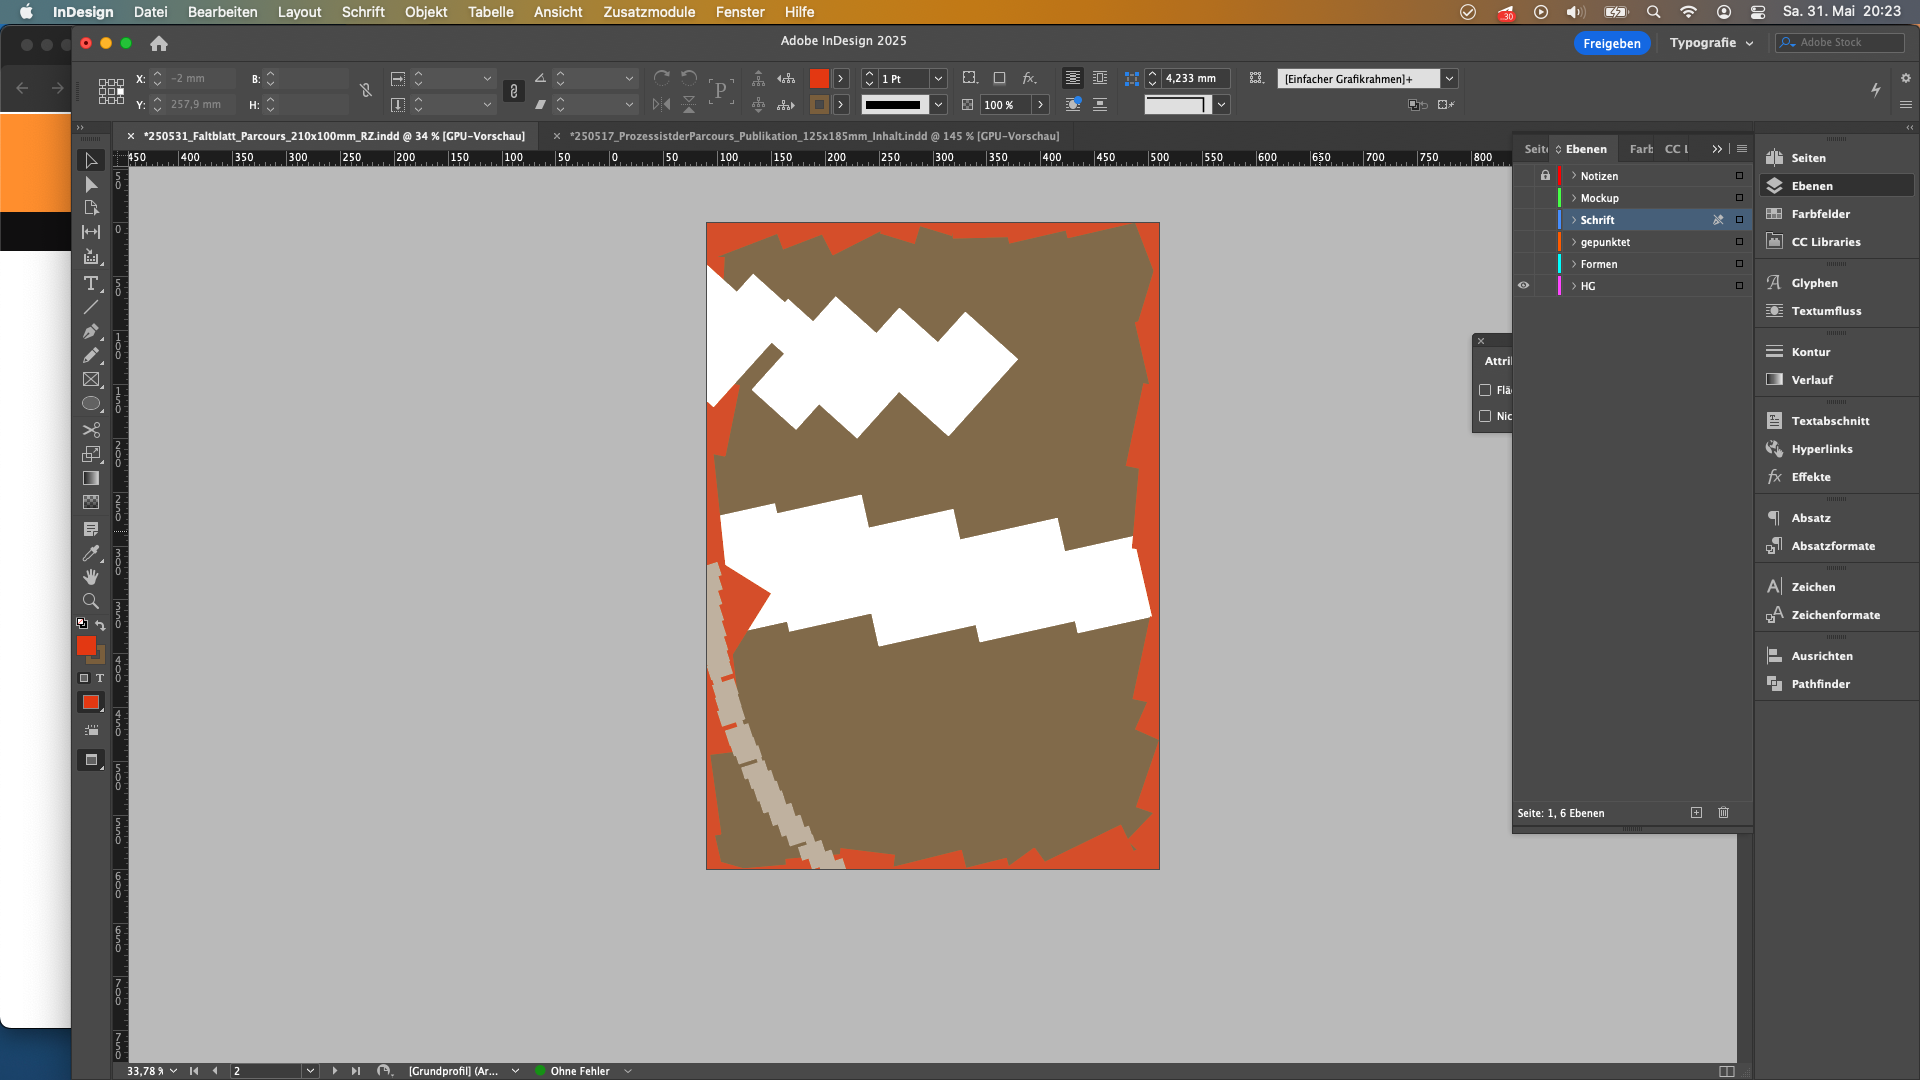 InDesign Datei Bearbeiten Layout Schrift Objekt Tabelle Ansicht Zusatzmodule Fenster Hilfe Sa. 31. Mai 20:23
Adobe InDesign 2025
Freigeben Typografie Adobe Stock
X: -2 mm B: 1 Pt 4,233 mm [Einfacher Grafikrahmen]+
Y: 257,9 mm H: 100 %
*250531_Faltblatt_Parcours_210x100mm_RZ.indd @ 34 % [GPU-Vorschau] *250517_ProzessistderParcours_Publikation_125x185mm_Inhalt.indd @ 145 % [GPU-Vorschau]
450 400 350 300 250 200 150 100 50 0 50 100 150 200 250 300 350 400 450 500 550 600 650 700 750 800
Ebenen CC L
Notizen
Mockup
Schrift
gepunktet
Formen
HG
Seite: 1, 6 Ebenen
Seiten
Ebenen
Farbfelder
CC Libraries
Glyphen
Textumfluss
Kontur
Verlauf
Textabschnitt
Hyperlinks
Effekte
Absatz
Absatzformate
Zeichen
Zeichenformate
Ausrichten
Pathfinder
33,78 % 2 [Grundprofil] (Ar... Ohne Fehler